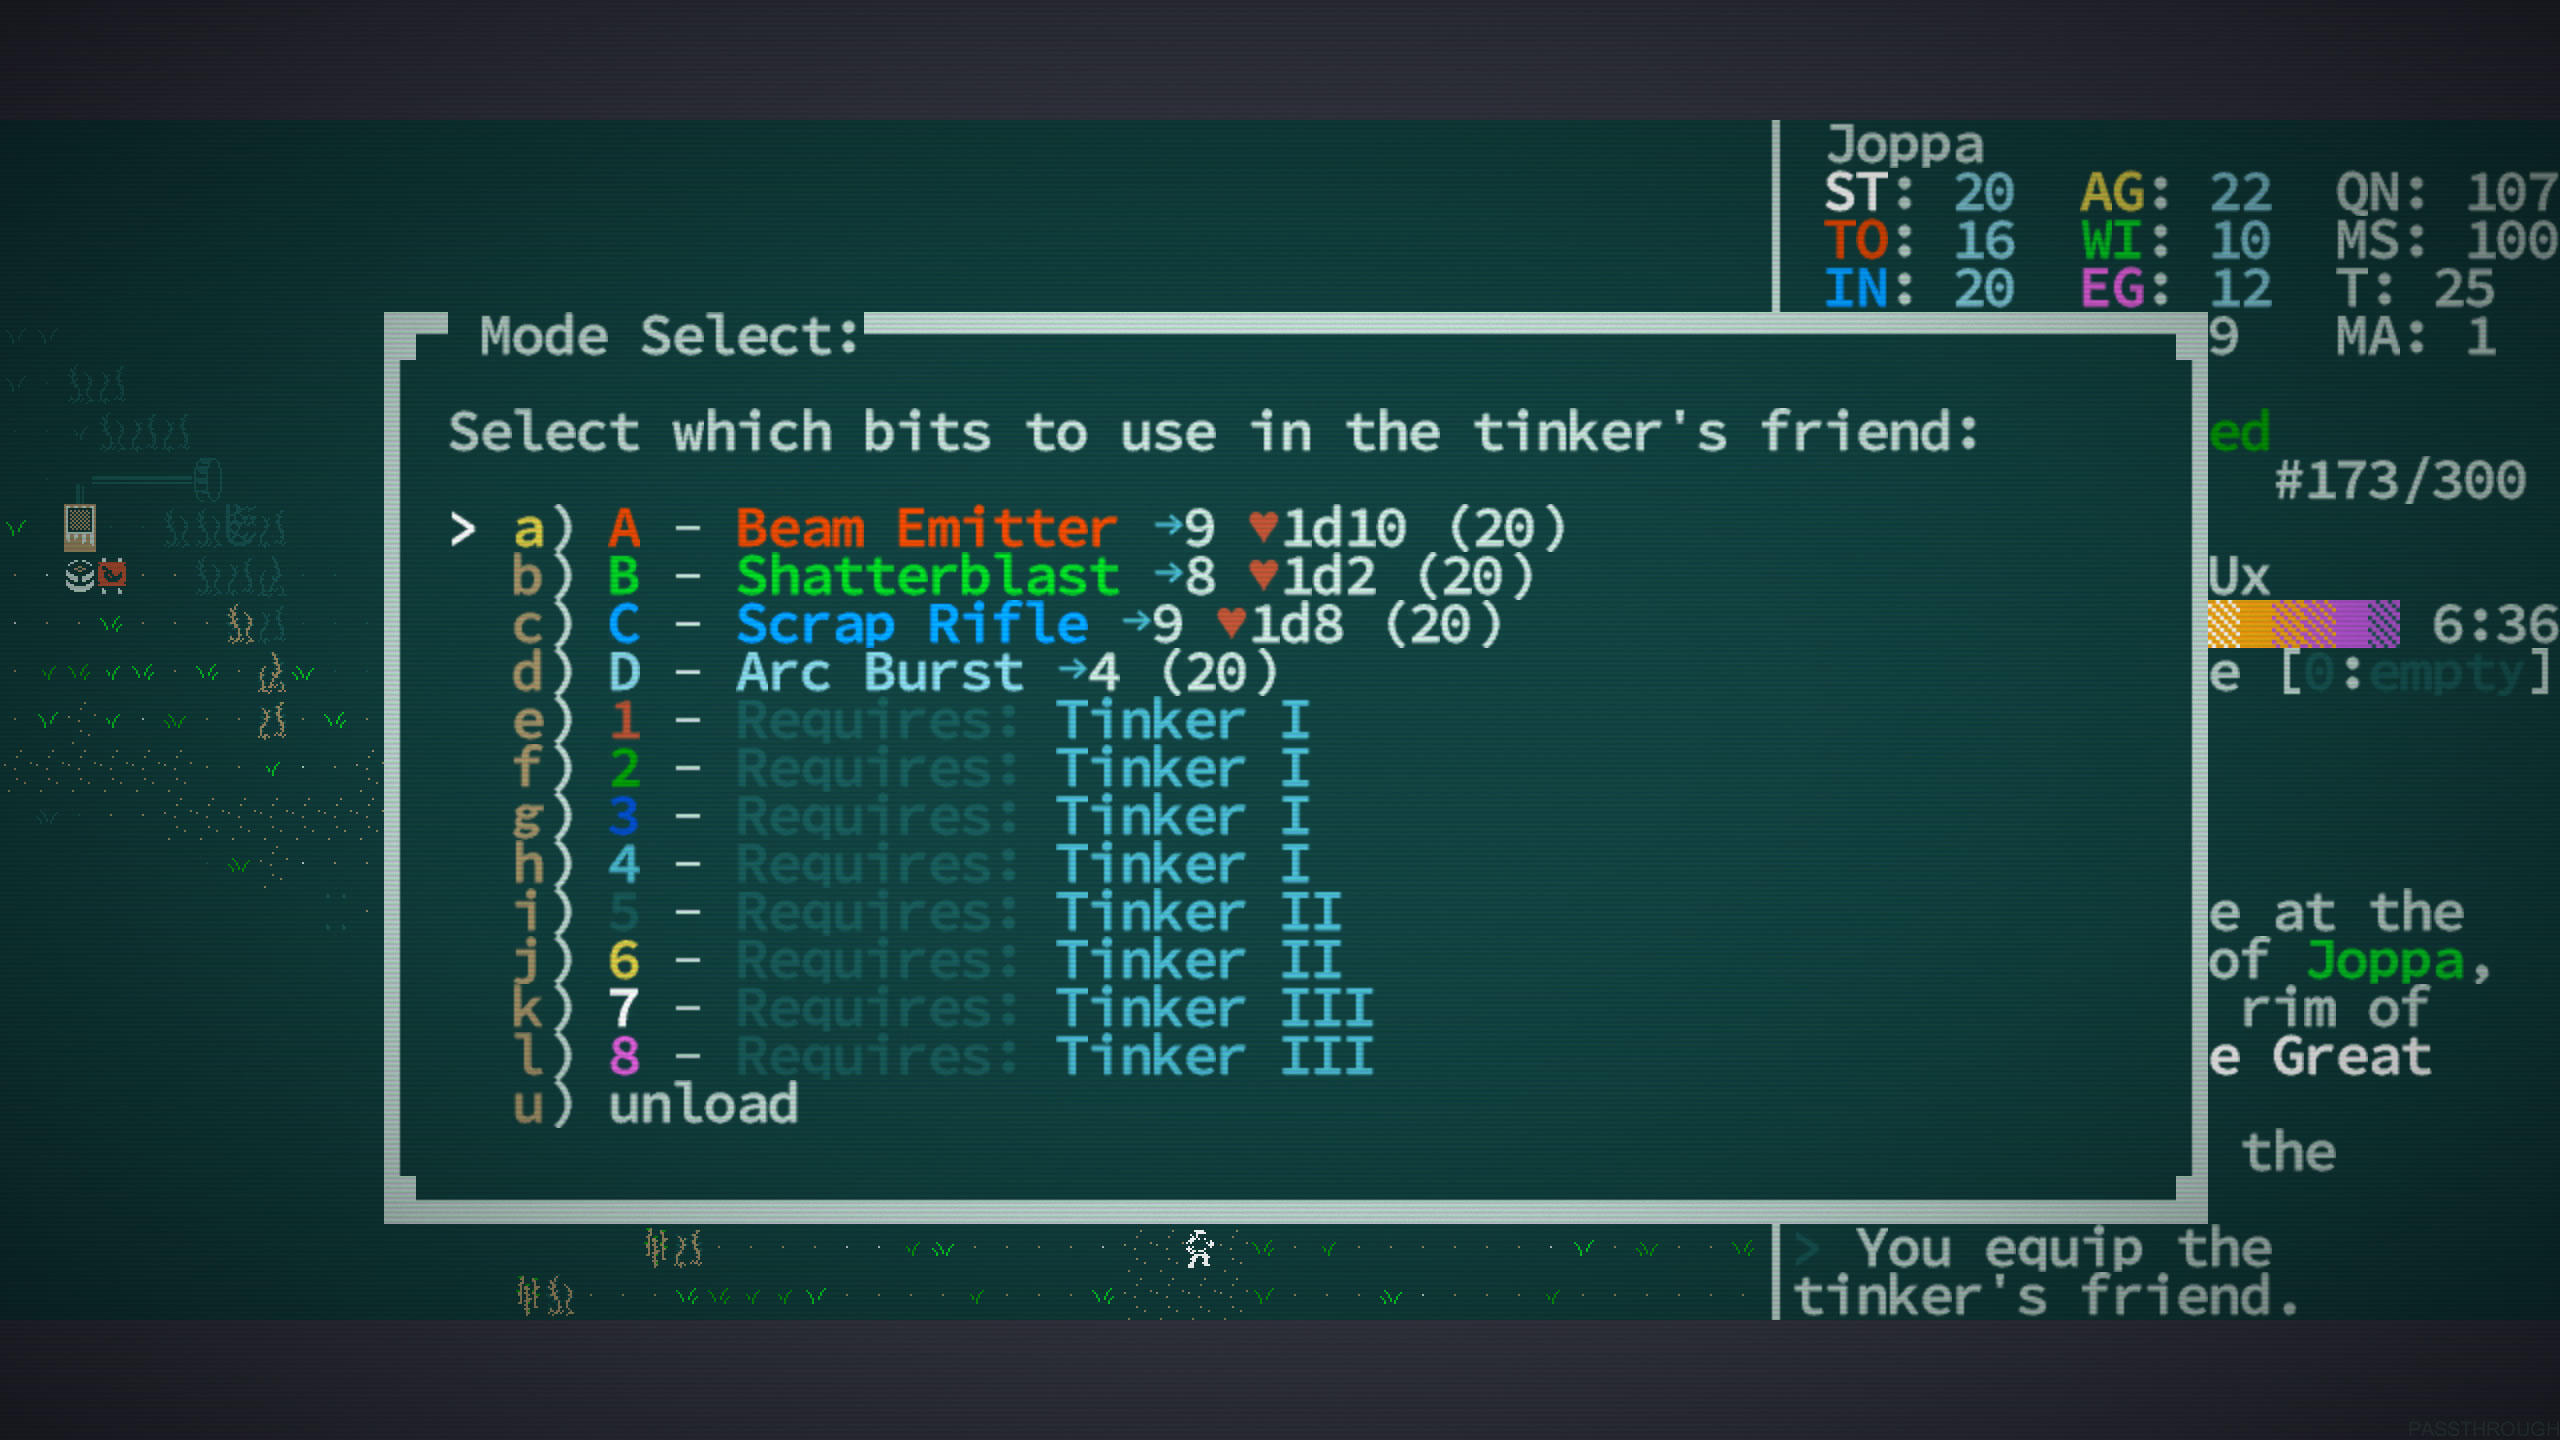 Joppa
ST: 20 AG: 22 QN: 107
TO: 16 WI: 10 MS: 100
IN: 20 EG: 12 T: 25
Mode Select:
9 MA: 1
Select which bits to use in the tinker's friend:
ed
#173/300
> a) A - Beam Emitter →9 ♥1d10 (20)
b) B - Shatterblast →8 ♥1d2 (20)
Ux
c) C - Scrap Rifle →9 ♥1d8 (20)
6:36
d) D - Arc Burst →4 (20)
e [0:empty]
e) 1 - Requires: Tinker I
f) 2 - Requires: Tinker I
g) 3 - Requires: Tinker I
h) 4 - Requires: Tinker I
i) 5 - Requires: Tinker II
e at the
j) 6 - Requires: Tinker II
of Joppa,
k) 7 - Requires: Tinker III
rim of
l) 8 - Requires: Tinker III
e Great
u) unload
the
> You equip the
tinker's friend.
PASSTHROUGH